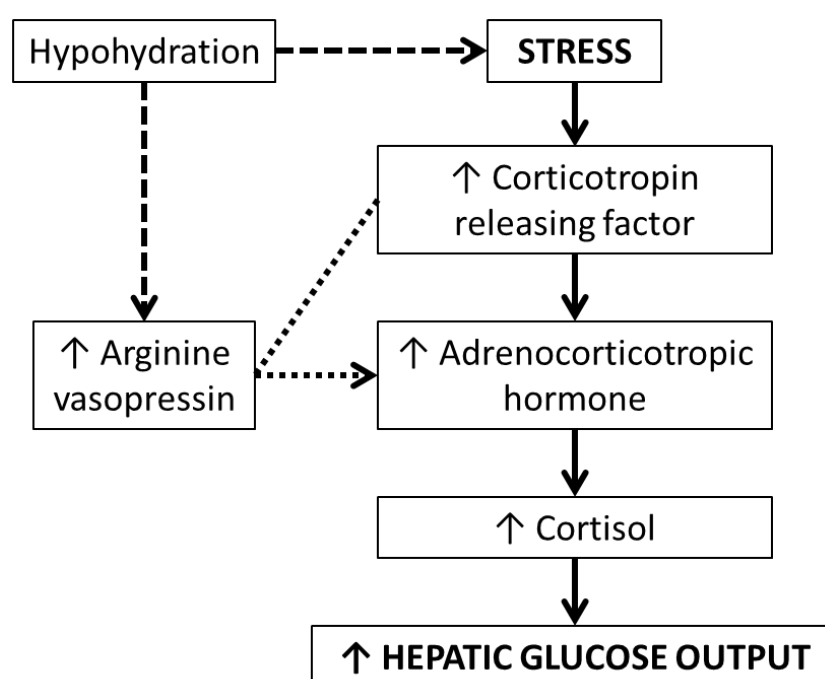 Hypohydration
STRESS
↑ Corticotropin
releasing factor
↑ Arginine
vasopressin
↑ Adrenocorticotropic
hormone
↑ Cortisol
↑ HEPATIC GLUCOSE OUTPUT